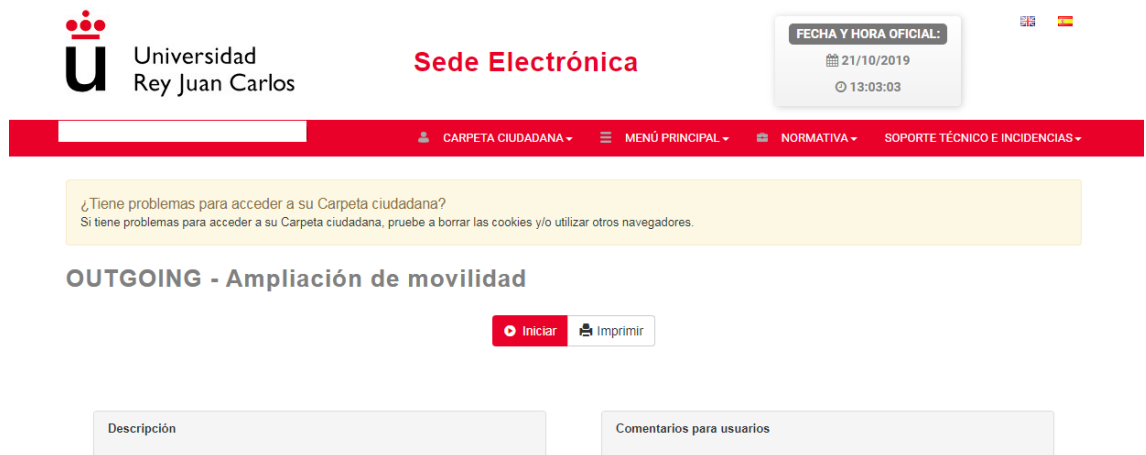 Universidad
Rey Juan Carlos
Sede Electrónica
FECHA Y HORA OFICIAL:
21/10/2019
13:03:03
CARPETA CIUDADANA MENÚ PRINCIPAL NORMATIVA SOPORTE TÉCNICO E INCIDENCIAS
¿Tiene problemas para acceder a su Carpeta ciudadana?
Si tiene problemas para acceder a su Carpeta ciudadana, pruebe a borrar las cookies y/o utilizar otros navegadores.
OUTGOING - Ampliación de movilidad
Iniciar Imprimir
Descripción Comentarios para usuarios